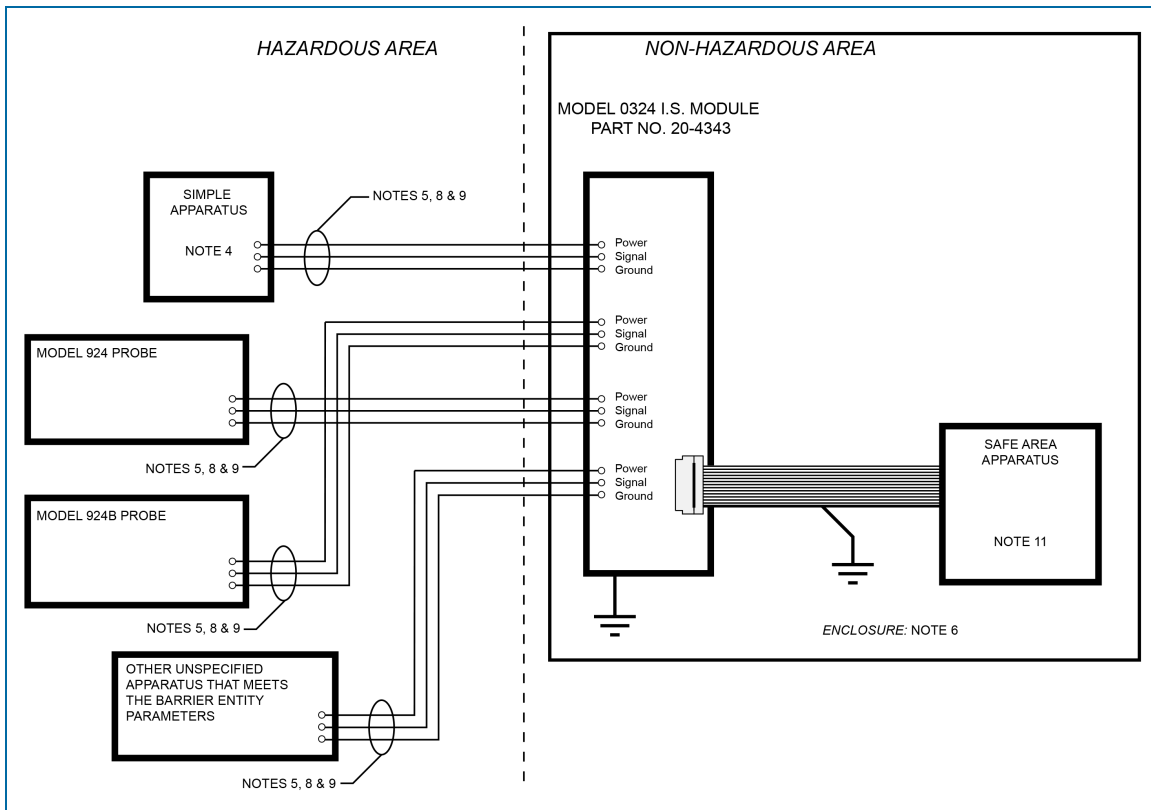 HAZARDOUS AREA
NON-HAZARDOUS AREA
MODEL 0324 I.S. MODULE
PART NO. 20-4343
SIMPLE
APPARATUS
NOTE 4
NOTES 5, 8 & 9
Power
Signal
Ground
Power
Signal
Ground
MODEL 924 PROBE
NOTES 5, 8 & 9
Power
Signal
Ground
MODEL 924B PROBE
NOTES 5, 8 & 9
Power
Signal
Ground
SAFE AREA
APPARATUS
NOTE 11
ENCLOSURE: NOTE 6
OTHER UNSPECIFIED
APPARATUS THAT MEETS
THE BARRIER ENTITY
PARAMETERS
NOTES 5, 8 & 9